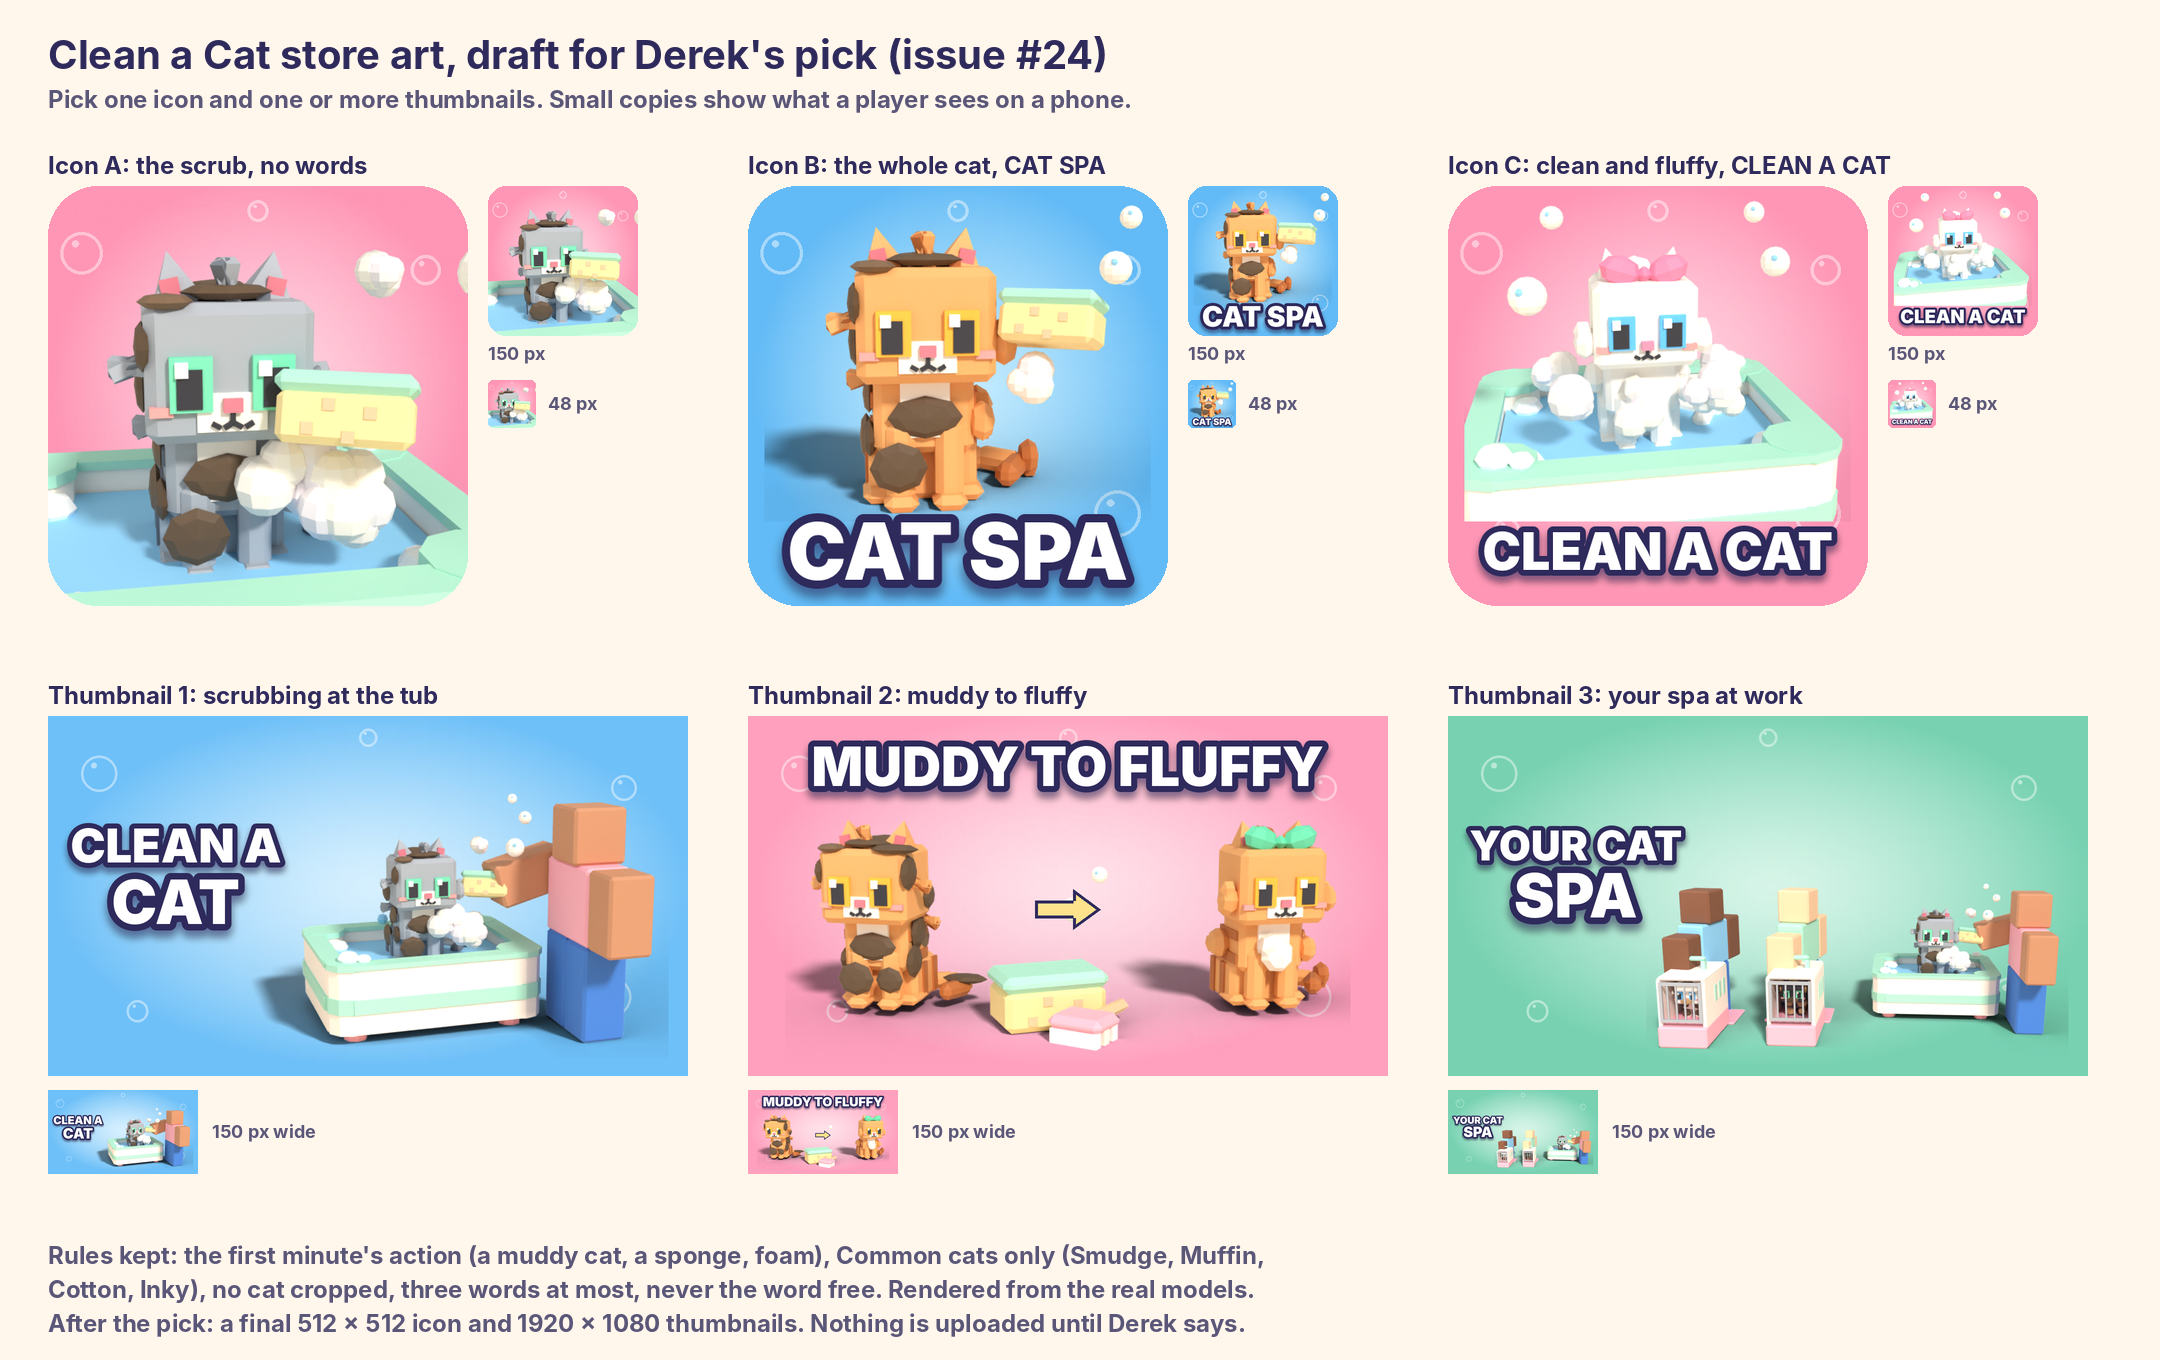 Clean a Cat store art, draft for Derek's pick (issue #24)
Pick one icon and one or more thumbnails. Small copies show what a player sees on a phone.
Icon A: the scrub, no words
150 px
48 px
Icon B: the whole cat, CAT SPA
CAT SPA
CAT SPA
150 px
CAT SPA
48 px
Icon C: clean and fluffy, CLEAN A CAT
CLEAN A CAT
CLEAN A CAT
150 px
CLEAN A CAT
48 px
Thumbnail 1: scrubbing at the tub
CLEAN A
CAT
CLEAN A
CAT
150 px wide
Thumbnail 2: muddy to fluffy
MUDDY TO FLUFFY
MUDDY TO FLUFFY
150 px wide
Thumbnail 3: your spa at work
YOUR CAT
SPA
YOUR CAT
SPA
150 px wide
Rules kept: the first minute's action (a muddy cat, a sponge, foam), Common cats only (Smudge, Muffin,
Cotton, Inky), no cat cropped, three words at most, never the word free. Rendered from the real models.
After the pick: a final 512 × 512 icon and 1920 × 1080 thumbnails. Nothing is uploaded until Derek says.